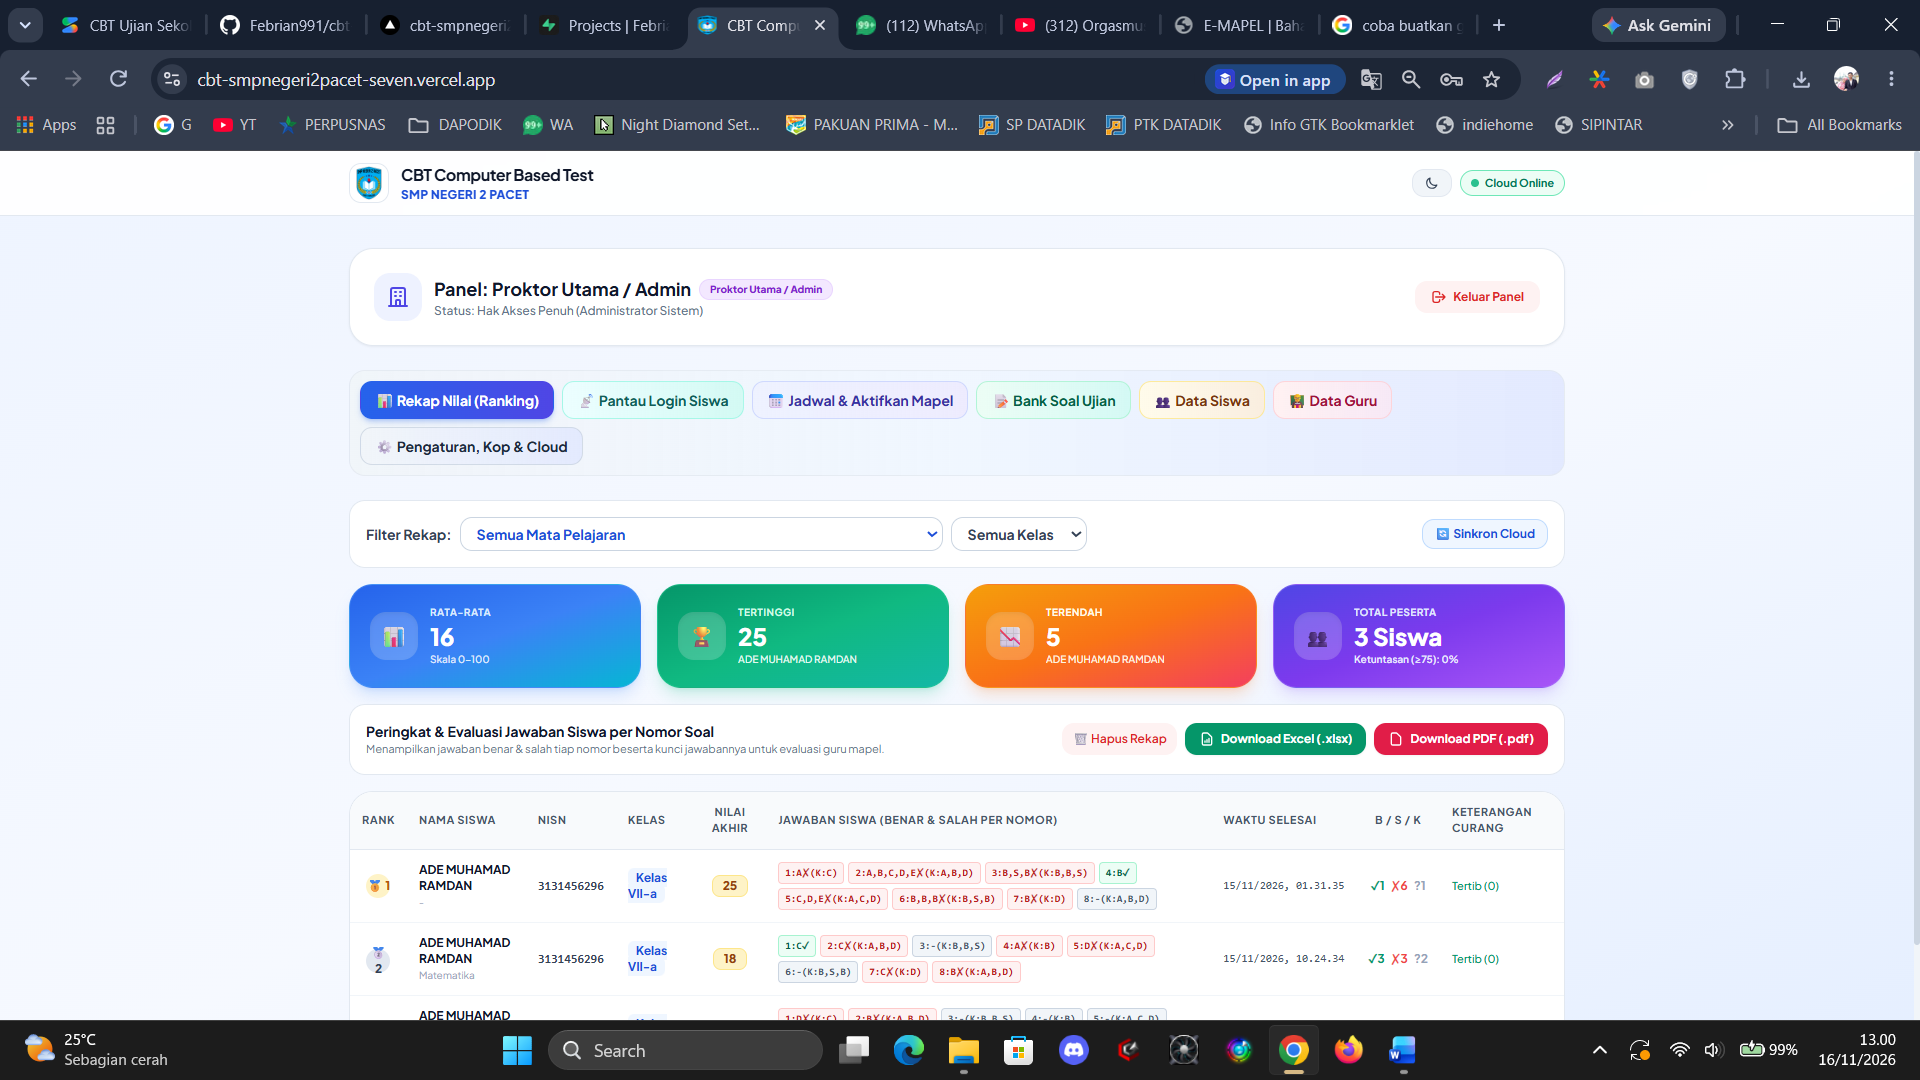 CBT Ujian Seko
Febrian991/cbt
cbt-smpnegeri
Projects | Febri
CBT Comp
(112) WhatsAp
(312) Orgasmu
E-MAPEL | Bah
coba buatkan g
Ask Gemini
cbt-smpnegeri2pacet-seven.vercel.app
Open in app
Apps
G
YT
PERPUSNAS
DAPODIK
99+ WA
Night Diamond Set...
PAKUAN PRIMA - M...
SP DATADIK
PTK DATADIK
Info GTK Bookmarklet
indiehome
SIPINTAR
All Bookmarks
CBT Computer Based Test
SMP NEGERI 2 PACET
Cloud Online
Panel: Proktor Utama / Admin
Proktor Utama / Admin
Status: Hak Akses Penuh (Administrator Sistem)
Keluar Panel
Rekap Nilai (Ranking)
Pantau Login Siswa
Jadwal & Aktifkan Mapel
Bank Soal Ujian
Data Siswa
Data Guru
Pengaturan, Kop & Cloud
Filter Rekap:
Semua Mata Pelajaran
Semua Kelas
Sinkron Cloud
RATA-RATA
16
Skala 0-100
TERTINGGI
25
ADE MUHAMAD RAMDAN
TERENDAH
5
ADE MUHAMAD RAMDAN
TOTAL PESERTA
3 Siswa
Ketuntasan (≥75): 0%
Peringkat & Evaluasi Jawaban Siswa per Nomor Soal
Menampilkan jawaban benar & salah tiap nomor beserta kunci jawabannya untuk evaluasi guru mapel.
Hapus Rekap
Download Excel (.xlsx)
Download PDF (.pdf)
RANK
NAMA SISWA
NISN
KELAS
NILAI
AKHIR
JAWABAN SISWA (BENAR & SALAH PER NOMOR)
WAKTU SELESAI
B / S / K
KETERANGAN
CURANG
1
ADE MUHAMAD
RAMDAN
-
3131456296
Kelas
VII-a
25
1:A✗(K:C) 2:A,B,C,D,E✗(K:A,B,D) 3:B,S,B✗(K:B,B,S) 4:B✓
5:C,D,E✗(K:A,C,D) 6:B,B,B✗(K:B,S,B) 7:B✗(K:D) 8:-(K:A,B,D)
15/11/2026, 01.31.35
✓1 ✗6 ?1
Tertib (0)
2
ADE MUHAMAD
RAMDAN
Matematika
3131456296
Kelas
VII-a
18
1:C✓ 2:C✗(K:A,B,D) 3:-(K:B,B,S) 4:A✗(K:B) 5:D✗(K:A,C,D)
6:-(K:B,S,B) 7:C✗(K:D) 8:B✗(K:A,B,D)
15/11/2026, 10.24.34
✓3 ✗3 ?2
Tertib (0)
ADE MUHAMAD
1:D✗(K:C) 2:B✗(K:A,B,D) 3:-(K:B,B,S) 4:-(K:B) 5:-(K:A,C,D)
25°C
Sebagian cerah
Search
99%
13.00
16/11/2026